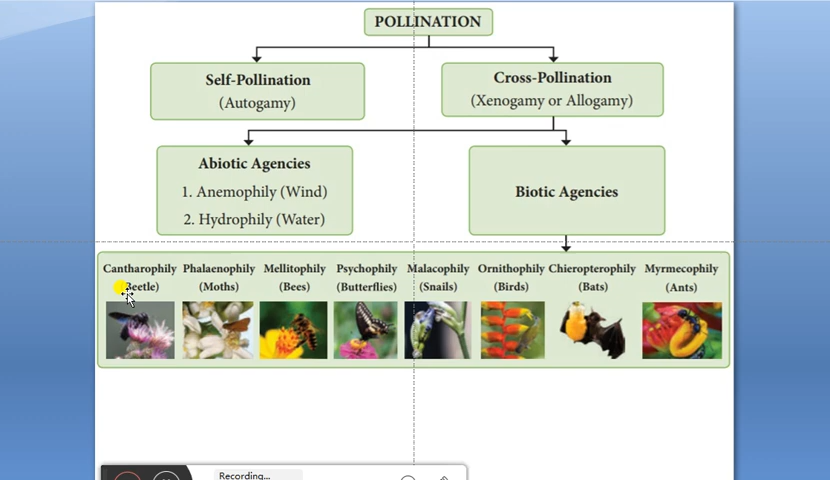 POLLINATION
Self-Pollination
(Autogamy)
Cross-Pollination
(Xenogamy or Allogamy)
Abiotic Agencies
1. Anemophily (Wind)
2. Hydrophily (Water)
Biotic Agencies
Cantharophily
(Beetle)
Phalaenophily
(Moths)
Mellitophily
(Bees)
Psychophily
(Butterflies)
Malacophily
(Snails)
Ornithophily
(Birds)
Chieropterophily
(Bats)
Myrmecophily
(Ants)
Recording...